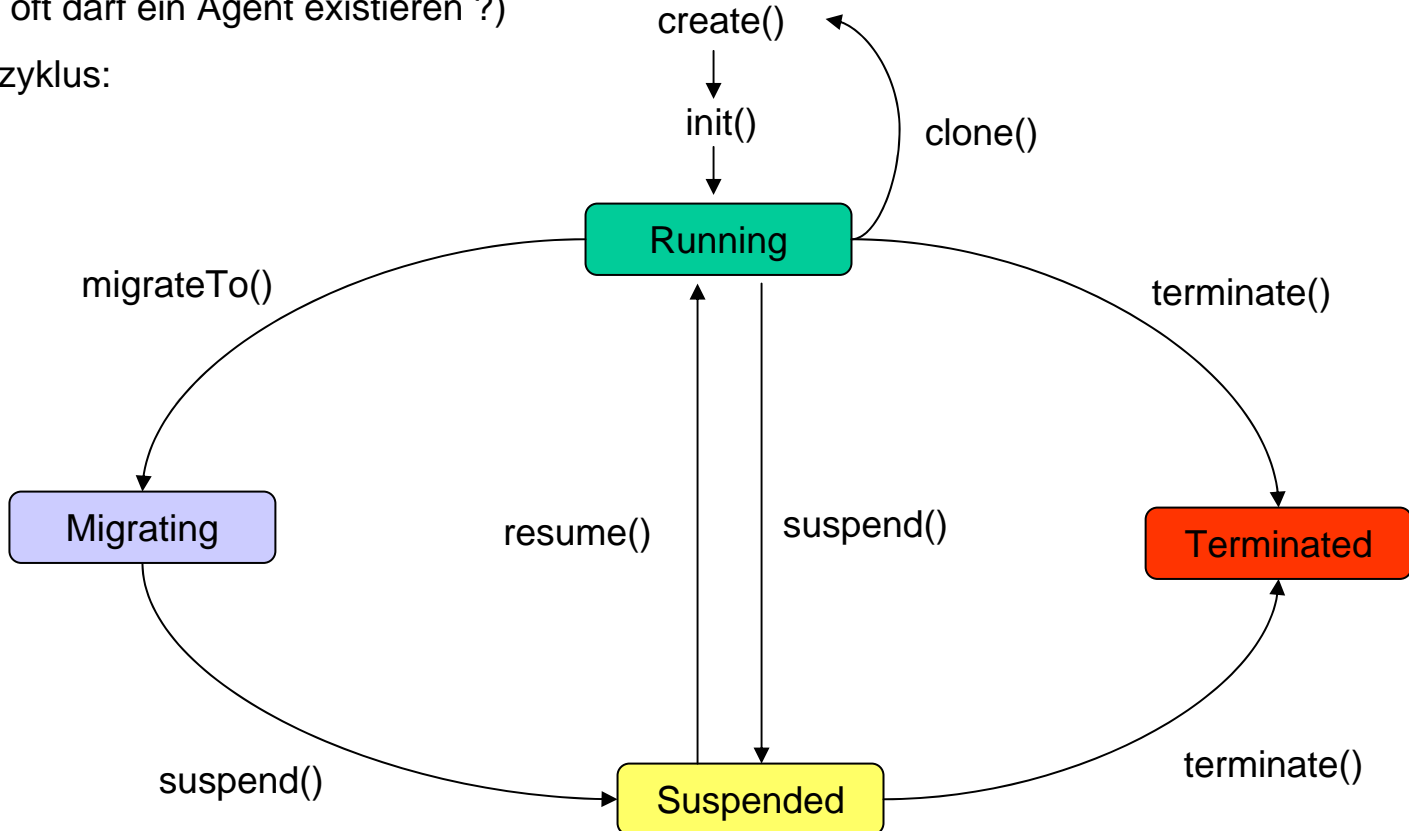 oft darf ein Agent existieren ?)
create()
zyklus:
init()
clone()
Running
migrateTo()
terminate()
Migrating
resume()
suspend()
Terminated
suspend()
terminate()
Suspended